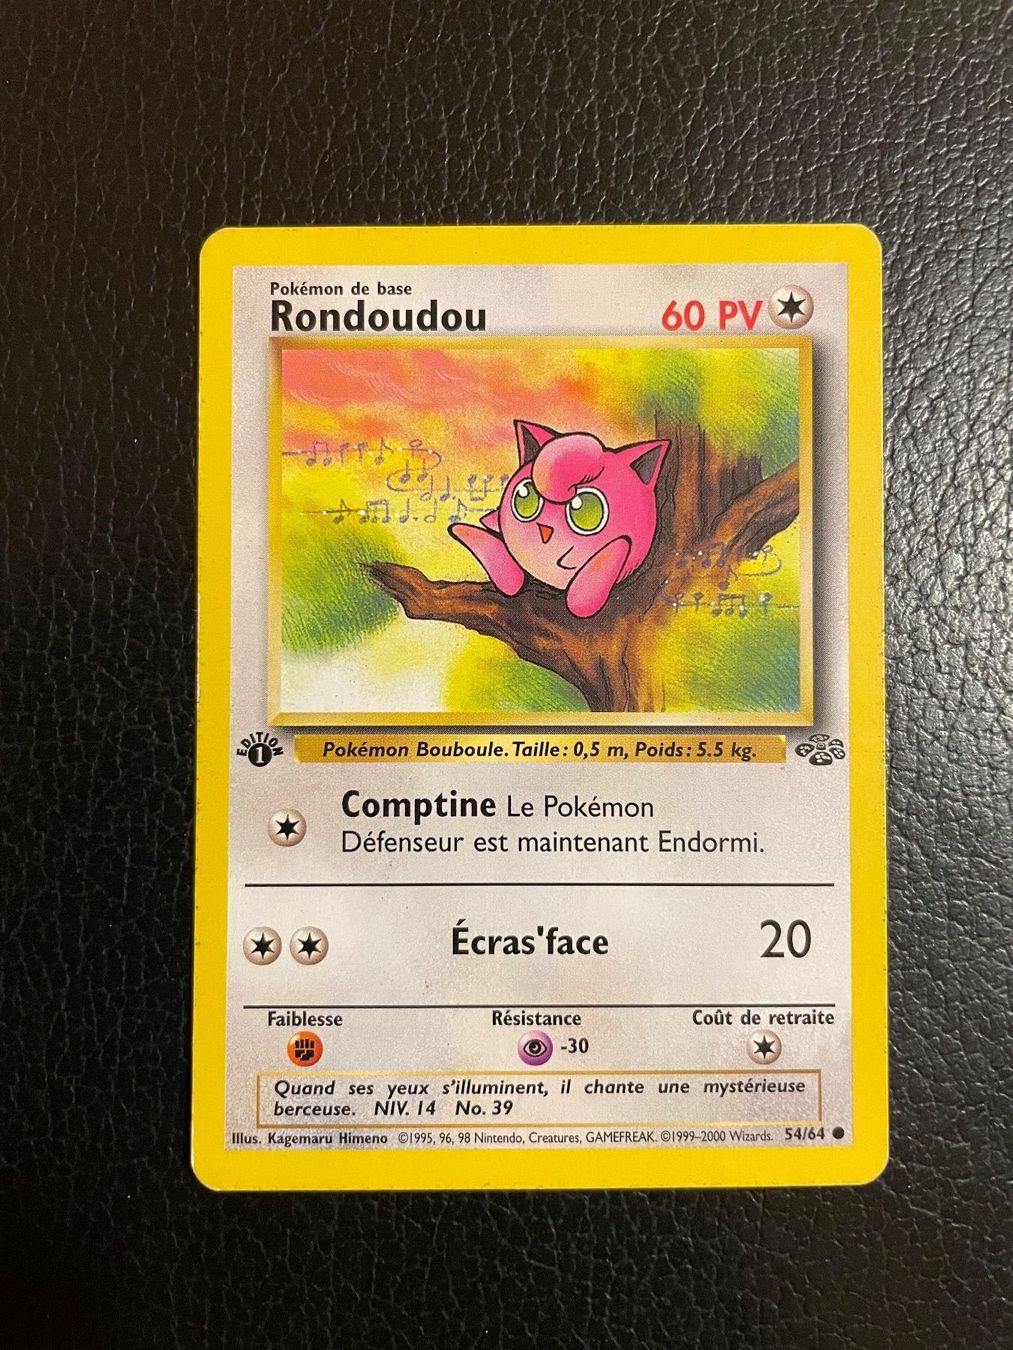 Pokémon de base
Rondoudou 60 PV
EDITION 1
Pokémon Bouboule. Taille : 0,5 m, Poids : 5.5 kg.
Comptine Le Pokémon
Défenseur est maintenant Endormi.
Écras'face 20
Faiblesse Résistance Coût de retraite
-30
Quand ses yeux s'illuminent, il chante une mystérieuse
berceuse. NIV. 14 No. 39
Illus. Kagemaru Himeno ©1995, 96, 98 Nintendo, Creatures, GAMEFREAK. ©1999–2000 Wizards. 54/64